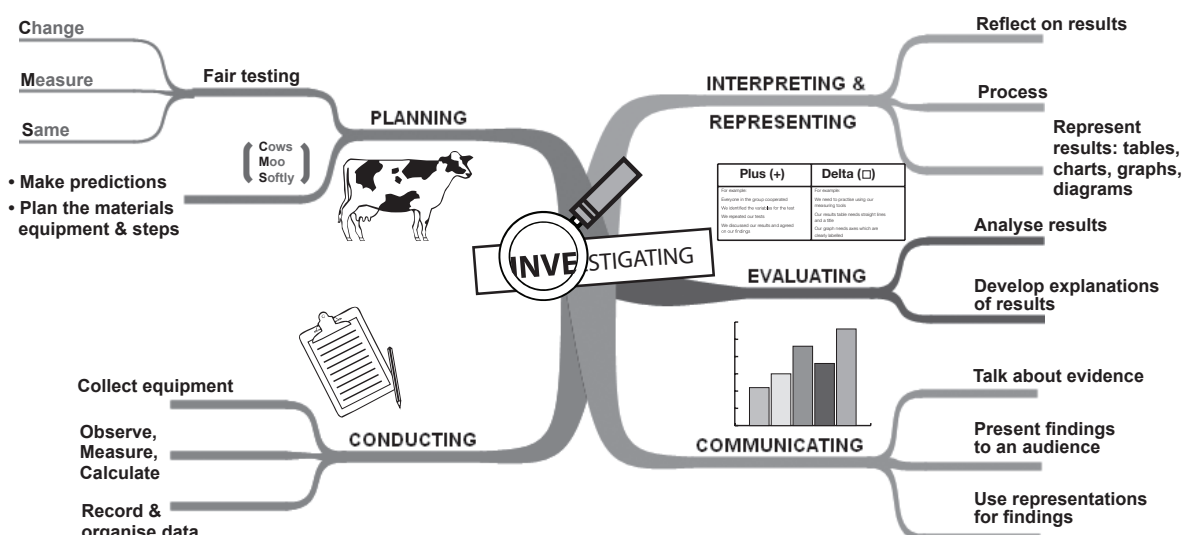 Change
Measure
Same
Fair testing
PLANNING
Cows
Moo
Softly
• Make predictions
• Plan the materials
equipment & steps
INVESTIGATING
Collect equipment
Observe,
Measure,
Calculate
Record &
organise data
CONDUCTING
INTERPRETING &
REPRESENTING
Reflect on results
Process
Represent
results: tables,
charts, graphs,
diagrams
Plus (+)
Delta (□)
For example:
Everyone in the group cooperated
We identified the variables for the test
We repeated our tests
We discussed our results and agreed
on our findings
For example:
We need to practise using our
measuring tools
Our results table needs straight lines
and a title
Our graph needs axes which are
clearly labelled
EVALUATING
Analyse results
Develop explanations
of results
COMMUNICATING
Talk about evidence
Present findings
to an audience
Use representations
for findings